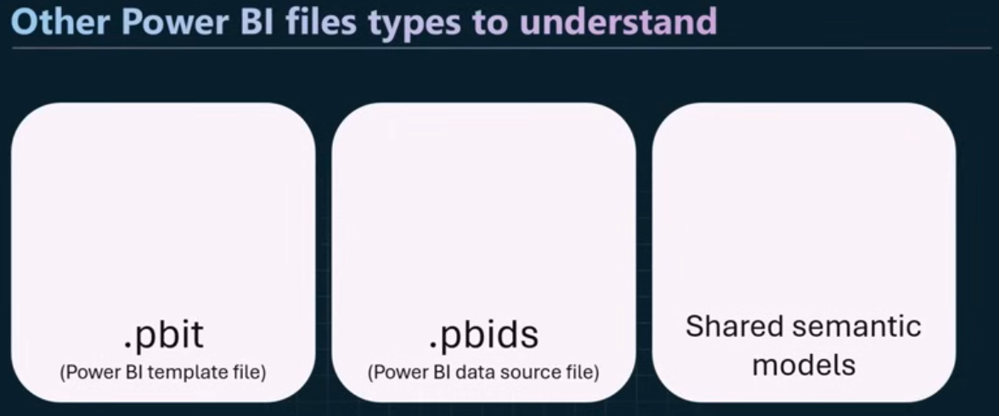 Other Power BI files types to understand
.pbit
(Power BI template file)
.pbids
(Power BI data source file)
Shared semantic
models